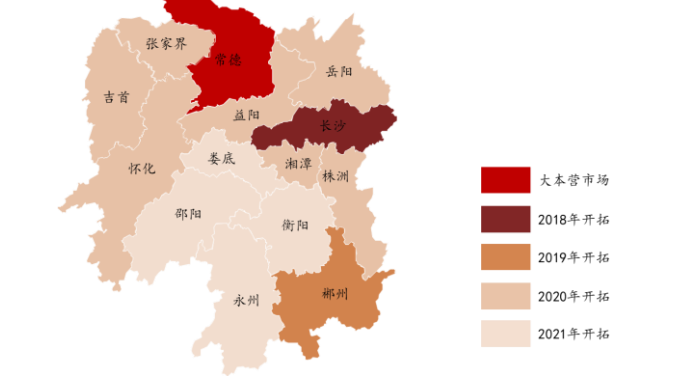 张家界
常德
岳阳
吉首
益阳
长沙
娄底
湘潭
怀化
株洲
邵阳
衡阳
永州
郴州
大本营市场
2018年开拓
2019年开拓
2020年开拓
2021年开拓